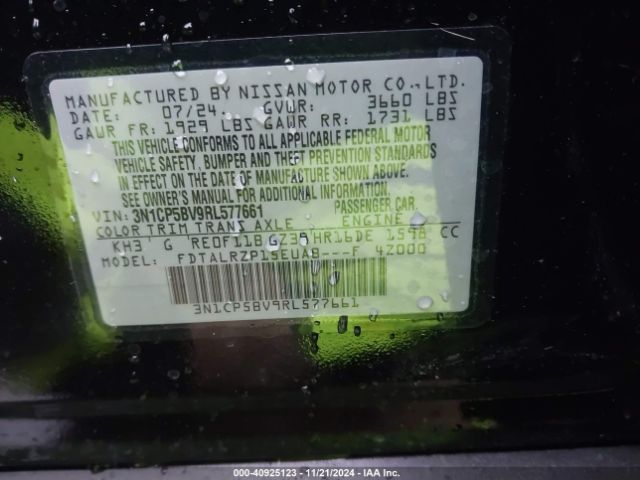 MANUFACTURED BY NISSAN MOTOR CO., LTD.
DATE: 07/24 GVWR: 3660 LBS
GAWR FR: 1929 LBS GAWR RR: 1731 LBS
THIS VEHICLE CONFORMS TO ALL APPLICABLE FEDERAL MOTOR
VEHICLE SAFETY, BUMPER AND THEFT PREVENTION STANDARDS
IN EFFECT ON THE DATE OF MANUFACTURE SHOWN ABOVE.
SEE OWNER'S MANUAL FOR ADDITIONAL INFORMATION.
VIN: 3N1CP5BV9RL577661 PASSENGER CAR.
COLOR TRIM TRANS AXLE ENGINE
KH3 G RE0F11B GZ39 HR16DE 1598 CC
MODEL: FDTALRZP15EUAB---F 4Z000
3N1CP5BV9RL577661
000 - 40925123 - 11/21/2024 - IAA Inc.